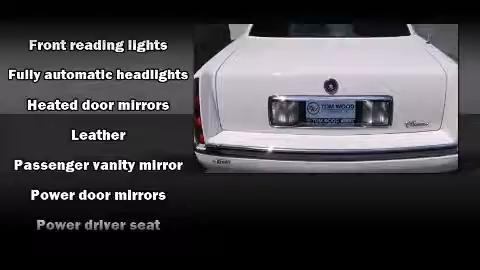 Front reading lights
Fully automatic headlights
Heated door mirrors
Leather
Passenger vanity mirror
Power door mirrors
Power driver seat
TOM WOOD